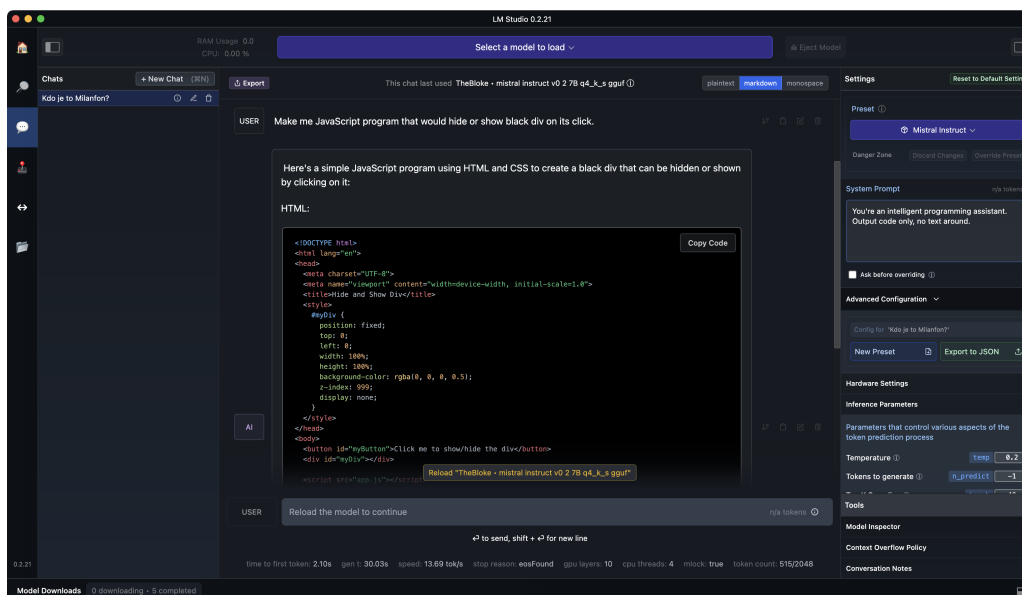 LM Studio 0.2.21
RAM Usage 0.0
CPU: 0.00 %
Select a model to load
Eject Model
Chats
+ New Chat (⌘N)
Kdo je to Milanfon?
Export
This chat last used TheBloke • mistral instruct v0 2 7B q4_k_s gguf
plaintext markdown monospace
USER
Make me JavaScript program that would hide or show black div on its click.
Here's a simple JavaScript program using HTML and CSS to create a black div that can be hidden or shown
by clicking on it:
HTML:
Copy Code
<!DOCTYPE html>
<html lang="en">
<head>
<meta charset="UTF-8">
<meta name="viewport" content="width=device-width, initial-scale=1.0">
<title>Hide and Show Div</title>
<style>
#myDiv {
position: fixed;
top: 0;
left: 0;
width: 100%;
height: 100%;
background-color: rgba(0, 0, 0, 0.5);
z-index: 999;
display: none;
}
</style>
</head>
<body>
<button id="myButton">Click me to show/hide the div</button>
<div id="myDiv"></div>
<script src="app.js"></script>
AI
Reload "TheBloke • mistral instruct v0 2 7B q4_k_s gguf"
USER
Reload the model to continue
n/a tokens
⏎ to send, shift + ⏎ for new line
time to first token: 2.10s gen t: 30.03s speed: 13.69 tok/s stop reason: eosFound gpu layers: 10 cpu threads: 4 mlock: true token count: 515/2048
Settings
Reset to Default
Preset
Mistral Instruct
Danger Zone
Discard Changes
Override Preset
System Prompt
n/a tokens
You're an intelligent programming assistant.
Output code only, no text around.
Ask before overriding
Advanced Configuration
Config for 'Kdo je to Milanfon?'
New Preset
Export to JSON
Hardware Settings
Inference Parameters
Parameters that control various aspects of the
token prediction process
Temperature temp 0.2
Tokens to generate n_predict -1
Tools
Model Inspector
Context Overflow Policy
Conversation Notes
0.2.21
Model Downloads 0 downloading • 5 completed